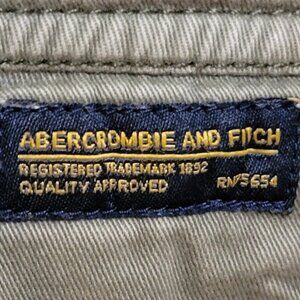 ABERCROMBIE AND FITCH
REGISTERED TRADEMARK 1892
QUALITY APPROVED RN75654